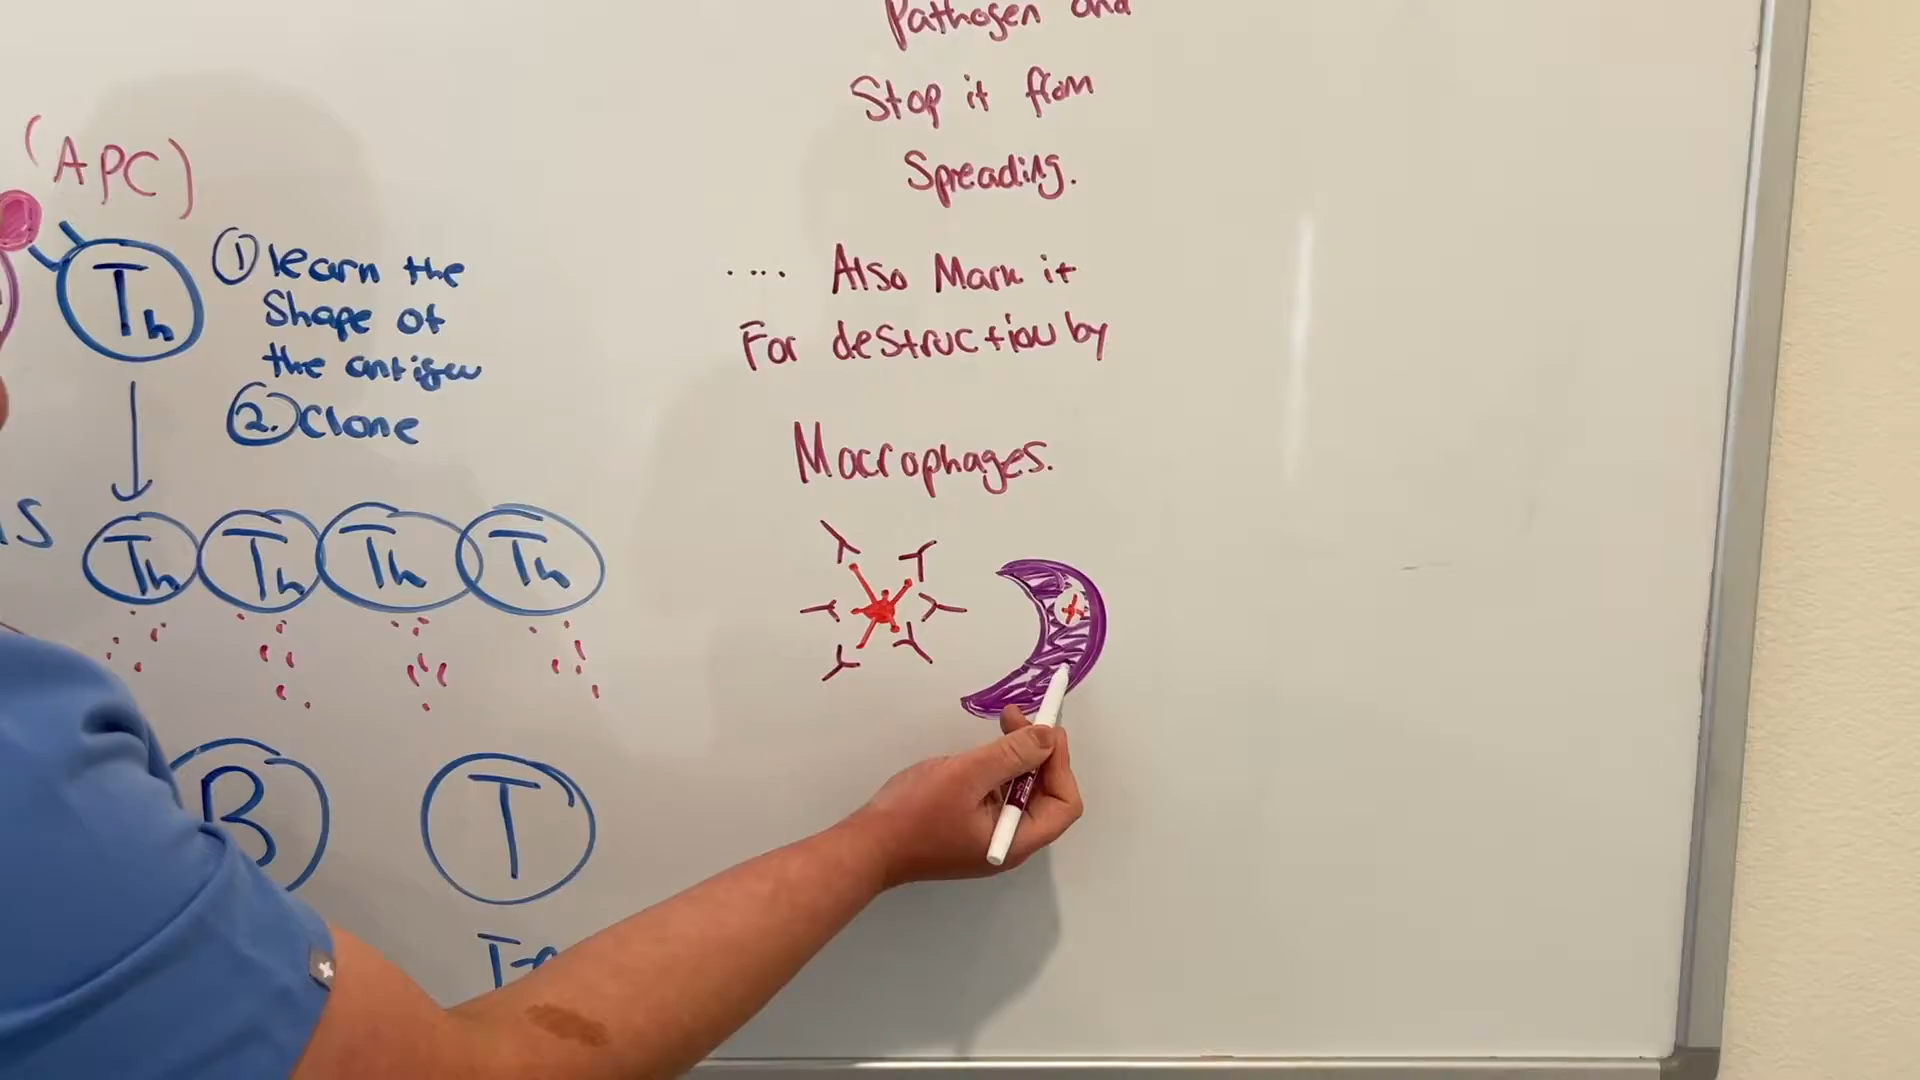 Pathogen and
Stop it from
Spreading.
.... Also Mark it
For destruction by
Macrophages.
(APC)
Th
① learn the
Shape of
the antigen
②. Clone
Th Th Th Th
B T